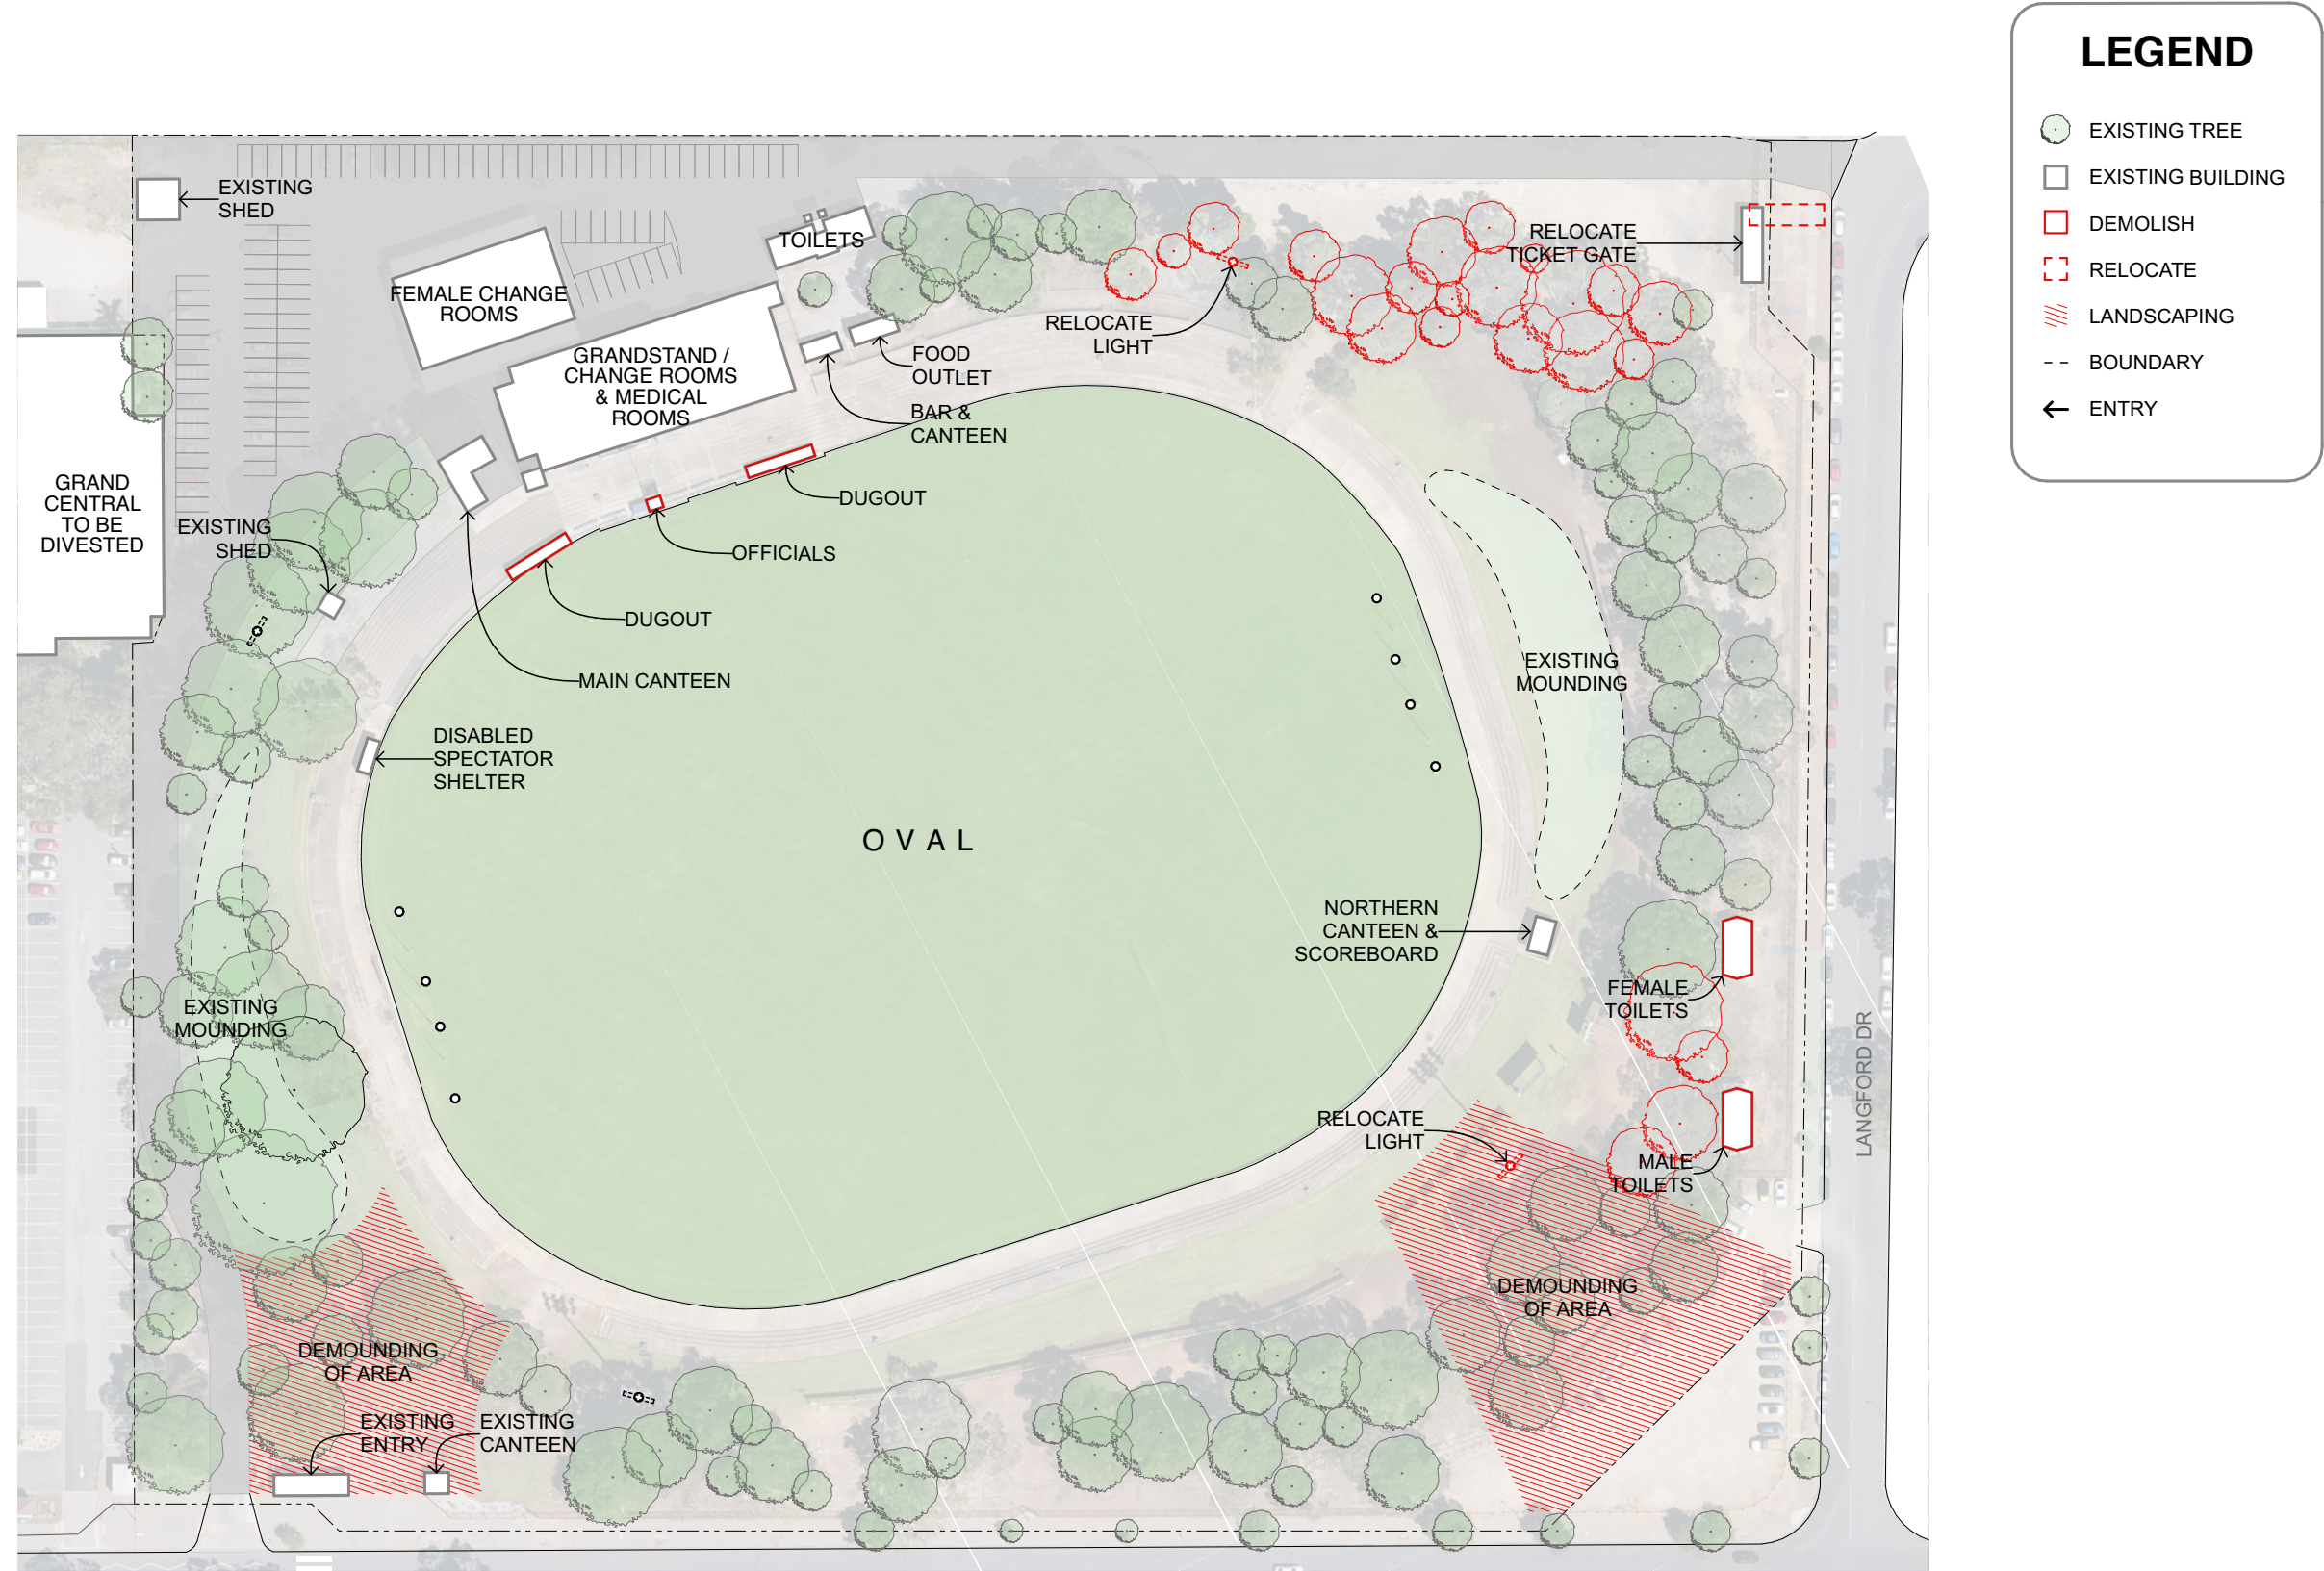 LEGEND
EXISTING TREE
EXISTING BUILDING
DEMOLISH
RELOCATE
LANDSCAPING
BOUNDARY
ENTRY
EXISTING
SHED
TOILETS
RELOCATE
TICKET GATE
FEMALE CHANGE
ROOMS
RELOCATE
LIGHT
GRANDSTAND /
CHANGE ROOMS
& MEDICAL
ROOMS
FOOD
OUTLET
BAR &
CANTEEN
GRAND
CENTRAL
TO BE
DIVESTED
EXISTING
SHED
DUGOUT
OFFICIALS
DUGOUT
MAIN CANTEEN
EXISTING
MOUNDING
DISABLED
SPECTATOR
SHELTER
OVAL
NORTHERN
CANTEEN &
SCOREBOARD
FEMALE
TOILETS
EXISTING
MOUNDING
LANGFORD DR
RELOCATE
LIGHT
MALE
TOILETS
DEMOUNDING
OF AREA
DEMOUNDING
OF AREA
EXISTING
ENTRY
EXISTING
CANTEEN